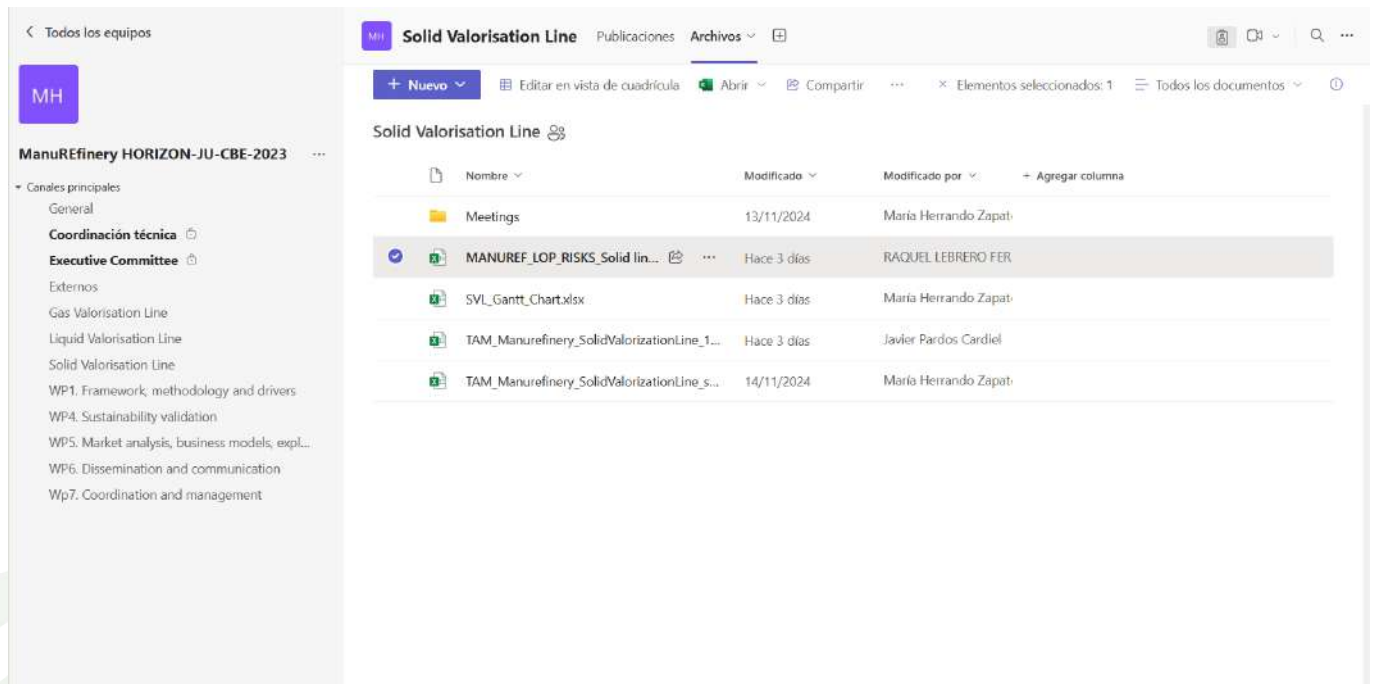 Todos los equipos
MH
ManuREfinery HORIZON-JU-CBE-2023 ...
Canales principales
General
Coordinación técnica
Executive Committee
Externos
Gas Valorisation Line
Liquid Valorisation Line
Solid Valorisation Line
WP1. Framework, methodology and drivers
WP4. Sustainability validation
WP5. Market analysis, business models, expl...
WP6. Dissemination and communication
Wp7. Coordination and management
MH Solid Valorisation Line Publicaciones Archivos
+ Nuevo Editar en vista de cuadrícula Abrir Compartir ... × Elementos seleccionados: 1 Todos los documentos
Solid Valorisation Line
Nombre Modificado Modificado por + Agregar columna
Meetings 13/11/2024 María Herrando Zapat
MANUREF_LOP_RISKS_Solid lin... ... Hace 3 días RAQUEL LEBRERO FER
SVL_Gantt_Chart.xlsx Hace 3 días María Herrando Zapat
TAM_Manurefinery_SolidValorizationLine_1... Hace 3 días Javier Pardos Cardiel
TAM_Manurefinery_SolidValorizationLine_s... 14/11/2024 María Herrando Zapat